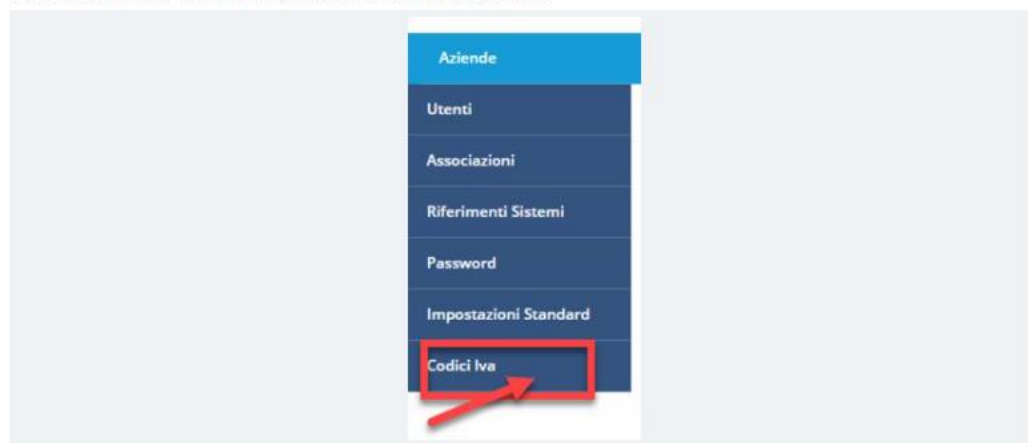 Aziende
Utenti
Associazioni
Riferimenti Sistemi
Password
Impostazioni Standard
Codici Iva